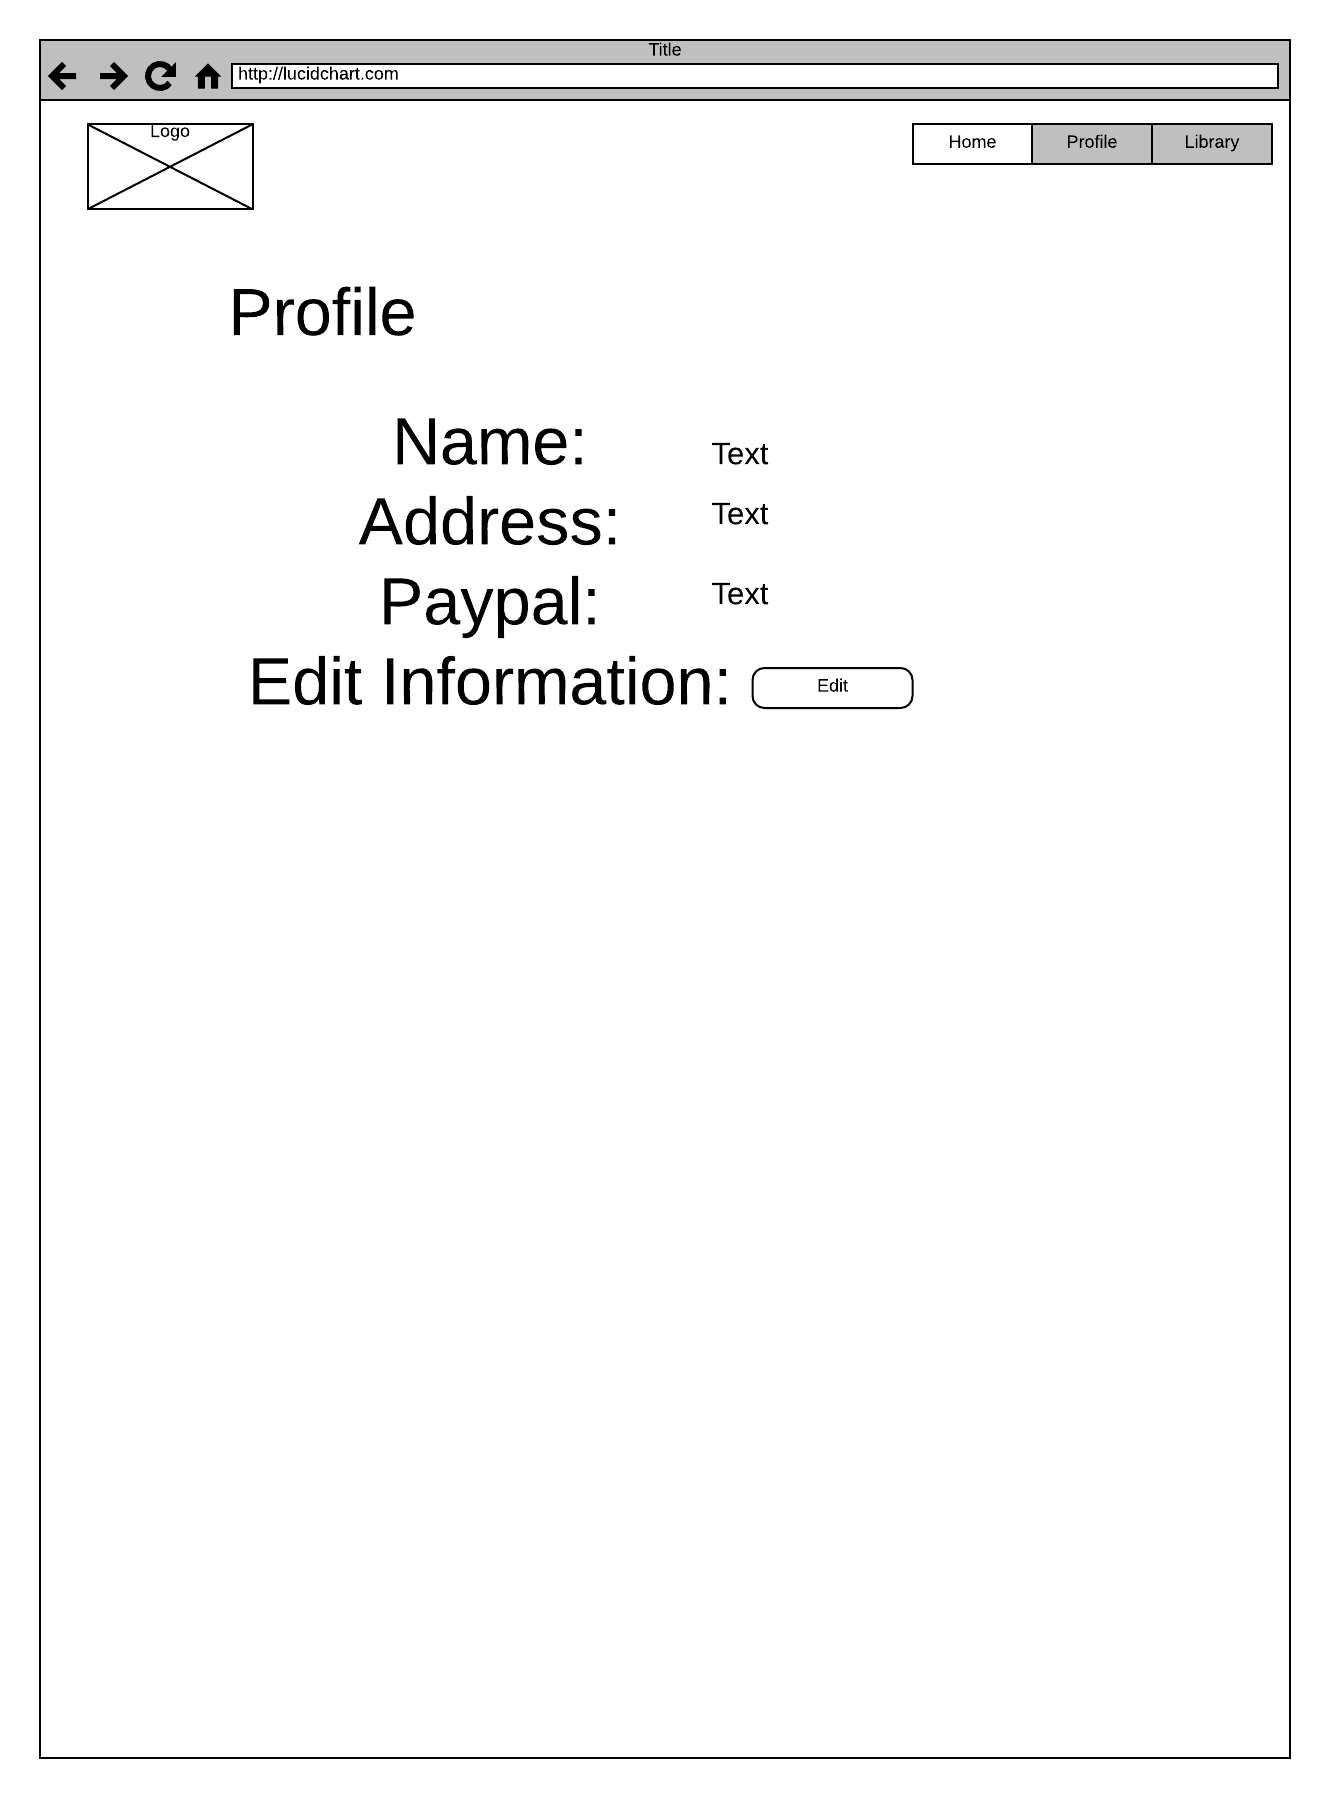 Title
http://lucidchart.com
Logo
Home Profile Library
Profile
Name: Text
Address: Text
Paypal: Text
Edit Information: Edit